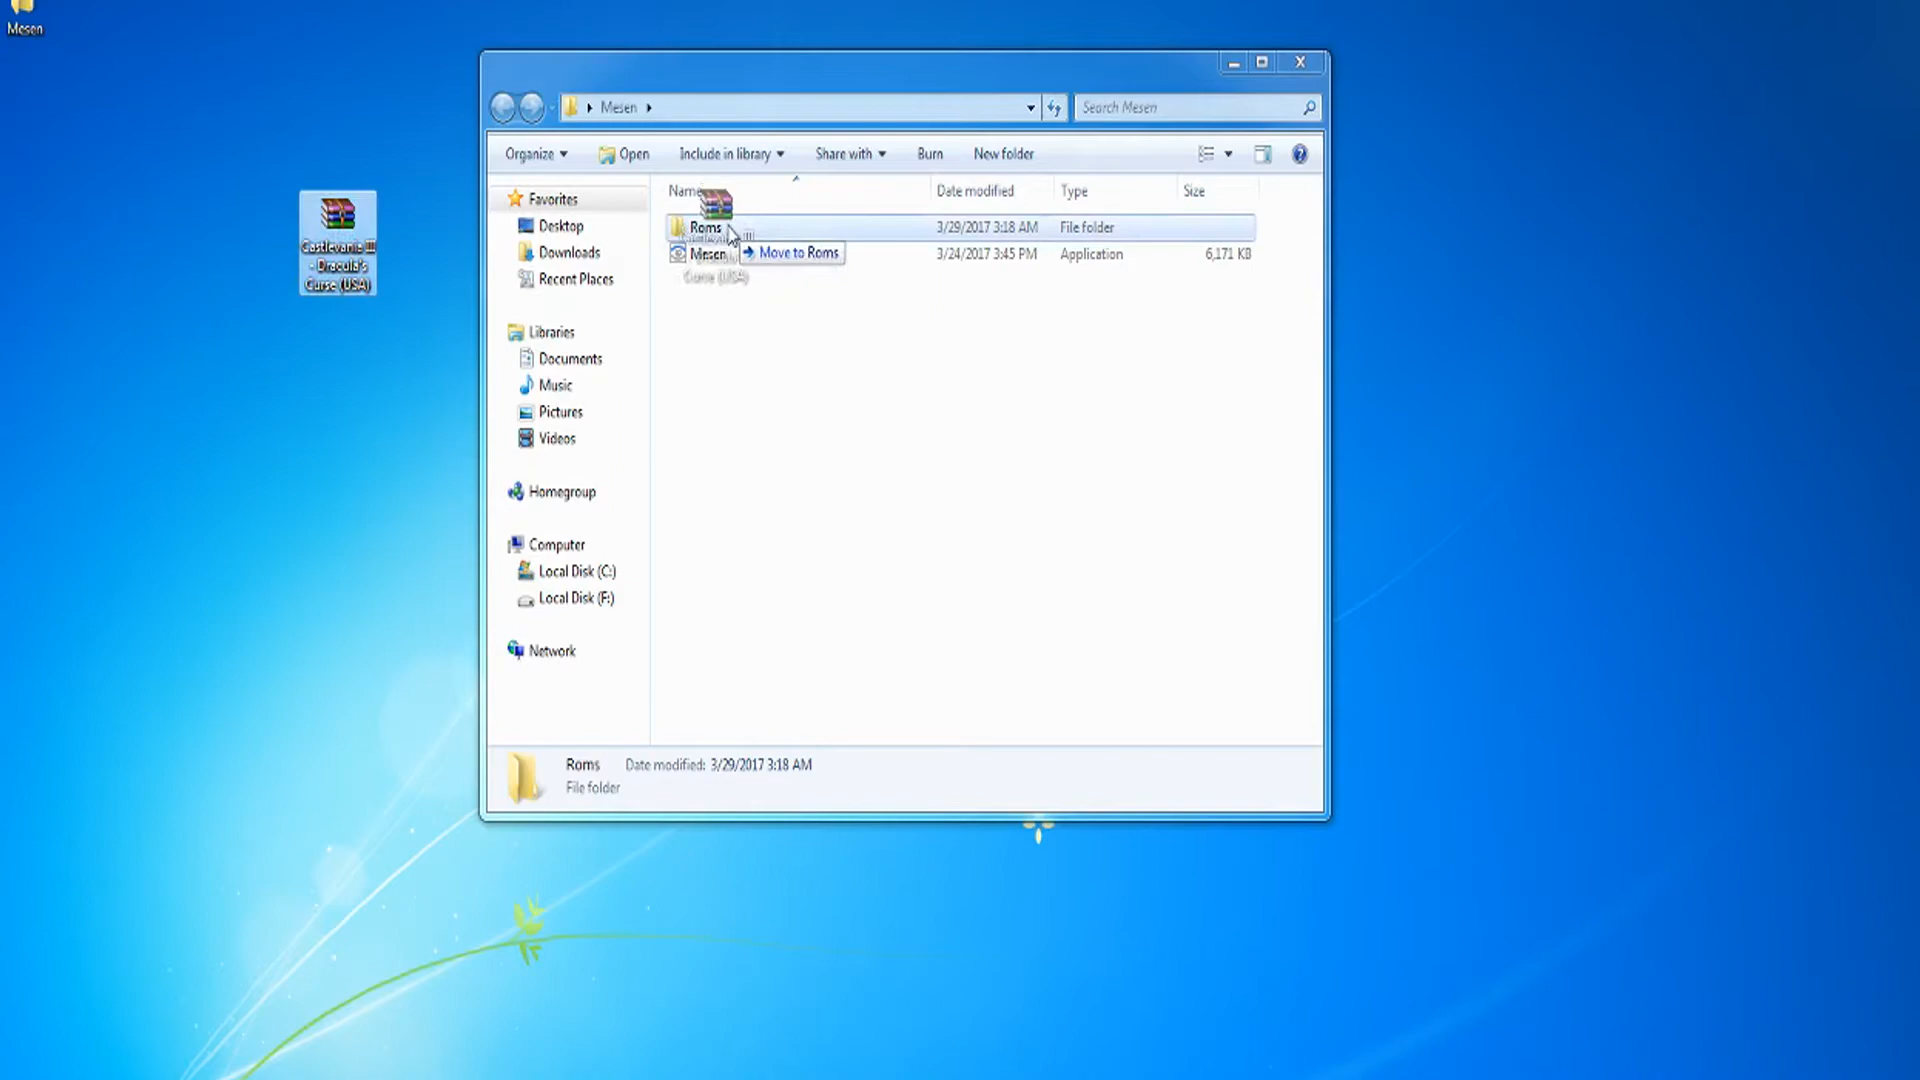 Mesen
Castlevania III
- Dracula's
Curse (USA)
Mesen
Search Mesen
Organize
Open
Include in library
Share with
Burn
New folder
Name
Date modified
Type
Size
Roms
3/29/2017 3:18 AM
File folder
Mesen
3/24/2017 3:45 PM
Application
6,171 KB
Move to Roms
Curse (USA)
Favorites
Desktop
Downloads
Recent Places
Libraries
Documents
Music
Pictures
Videos
Homegroup
Computer
Local Disk (C:)
Local Disk (F:)
Network
Roms
Date modified: 3/29/2017 3:18 AM
File folder